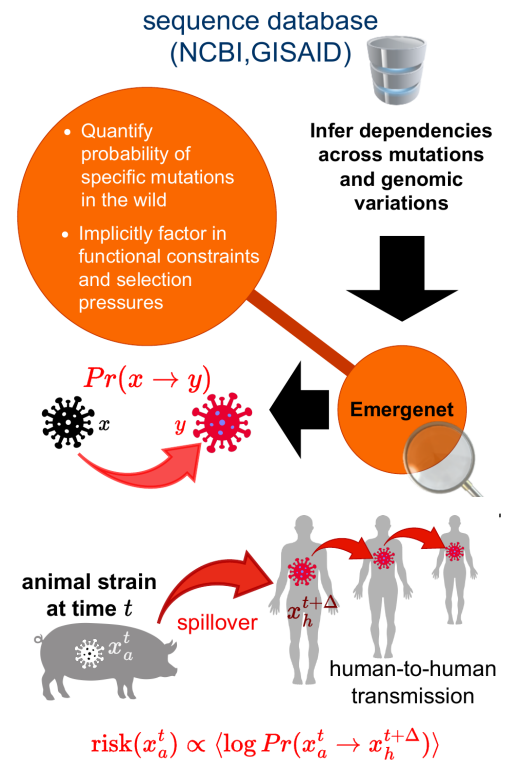 sequence database
(NCBI,GISAID)
Infer dependencies
across mutations
and genomic
variations
• Quantify
probability of
specific mutations
in the wild
• Implicitly factor in
functional constraints
and selection
pressures
Emergenet
Pr(x → y)
x
y
animal strain
at time t
x_a^t
spillover
x_h^{t+Δ}
human-to-human
transmission
risk(x_a^t) ∝ ⟨log Pr(x_a^t → x_h^{t+Δ})⟩